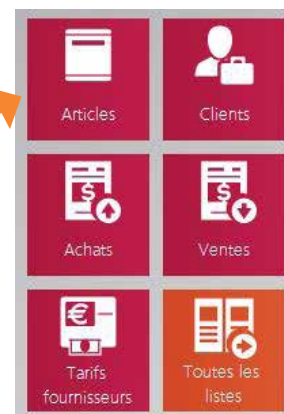 Articles
Clients
$
$
Achats
Ventes
€
Tarifs
fournisseurs
Toutes les
listes